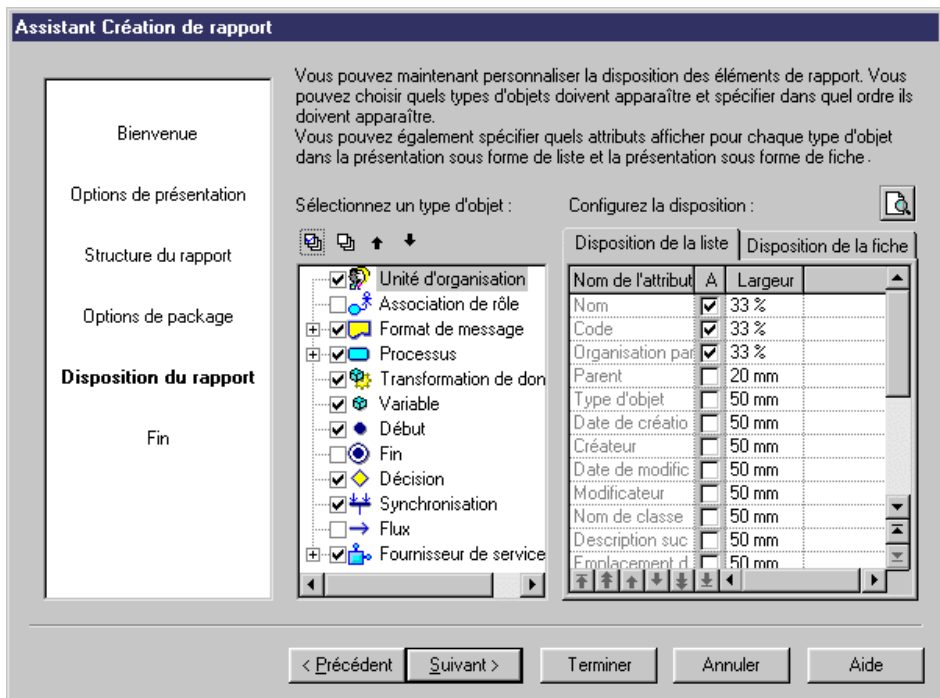 Assistant Création de rapport
Bienvenue
Options de présentation
Structure du rapport
Options de package
Disposition du rapport
Fin
Vous pouvez maintenant personnaliser la disposition des éléments de rapport. Vous
pouvez choisir quels types d'objets doivent apparaître et spécifier dans quel ordre ils
doivent apparaître.
Vous pouvez également spécifier quels attributs afficher pour chaque type d'objet
dans la présentation sous forme de liste et la présentation sous forme de fiche.
Sélectionnez un type d'objet :
Unité d'organisation
Association de rôle
Format de message
Processus
Transformation de don
Variable
Début
Fin
Décision
Synchronisation
Flux
Fournisseur de service
Configurez la disposition :
Disposition de la liste Disposition de la fiche
Nom de l'attribut A Largeur
Nom 33 %
Code 33 %
Organisation par 33 %
Parent 20 mm
Type d'objet 50 mm
Date de créatio 50 mm
Créateur 50 mm
Date de modific 50 mm
Modificateur 50 mm
Nom de classe 50 mm
Description suc 50 mm
Emplacement d 50 mm
< Précédent Suivant > Terminer Annuler Aide